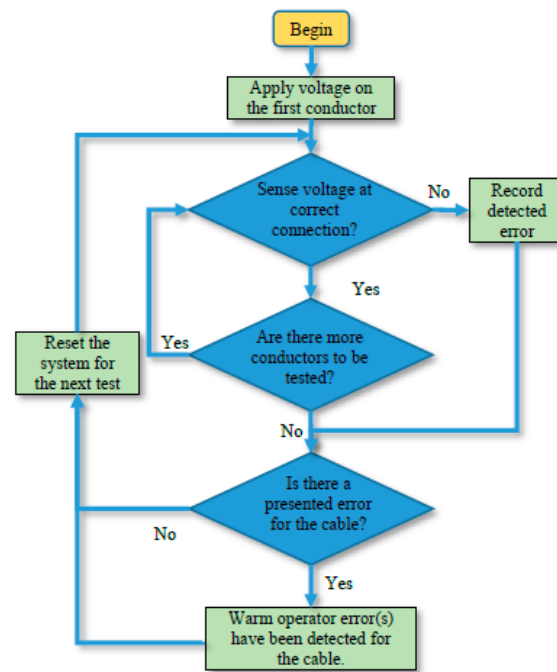 Begin
Apply voltage on
the first conductor
Sense voltage at
correct
connection?
No
Record
detected
error
Yes
Are there more
conductors to be
tested?
Yes
Reset the
system for
the next test
No
Is there a
presented error
for the cable?
No
Yes
Warm operator error(s)
have been detected for
the cable.